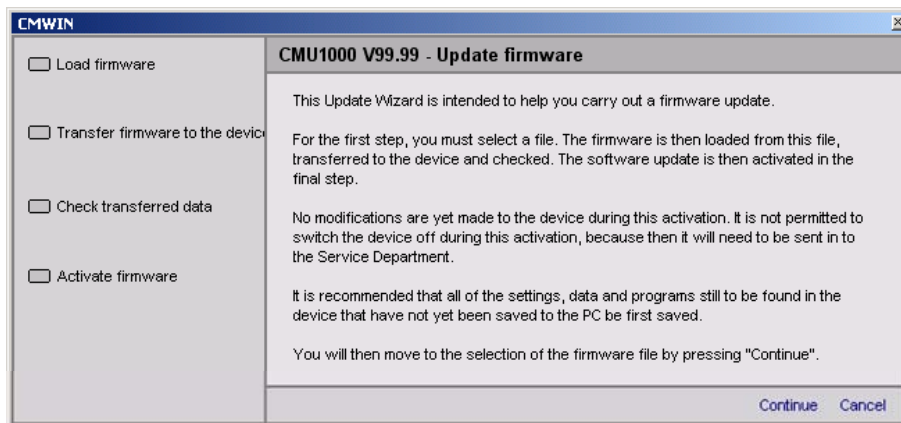 CMWIN
Load firmware
Transfer firmware to the device
Check transferred data
Activate firmware
CMU1000 V99.99 - Update firmware
This Update Wizard is intended to help you carry out a firmware update.
For the first step, you must select a file. The firmware is then loaded from this file,
transferred to the device and checked. The software update is then activated in the
final step.
No modifications are yet made to the device during this activation. It is not permitted to
switch the device off during this activation, because then it will need to be sent in to
the Service Department.
It is recommended that all of the settings, data and programs still to be found in the
device that have not yet been saved to the PC be first saved.
You will then move to the selection of the firmware file by pressing "Continue".
Continue Cancel